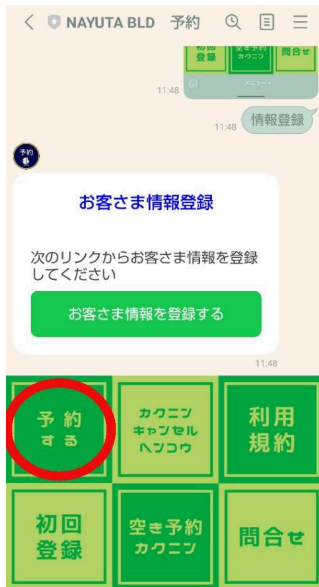 NAYUTA BLD 予約
初回
登録
空き予約
カクニン
問合せ
11:48
11:48
情報登録
予約
お客さま情報登録
次のリンクからお客さま情報を登録
してください
お客さま情報を登録する
11:48
予約
する
カクニン
キャンセル
ヘンコウ
利用
規約
初回
登録
空き予約
カクニン
問合せ